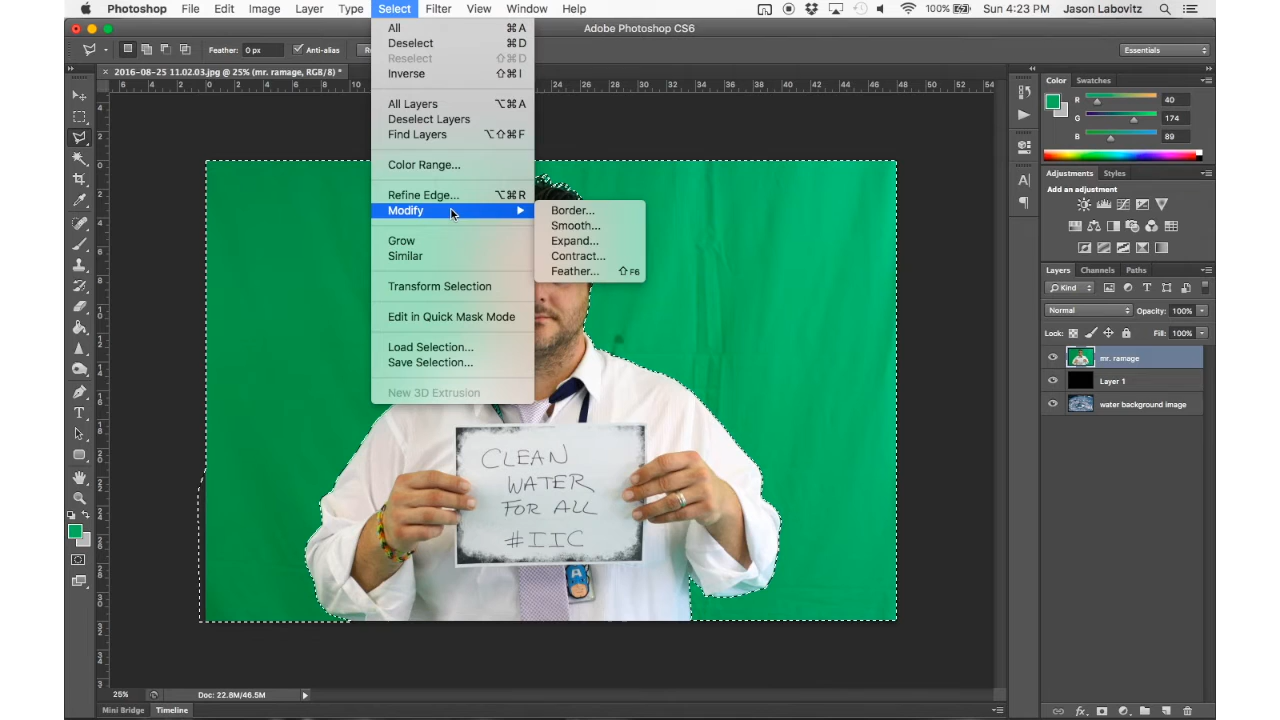 Photoshop File Edit Image Layer Type Select Filter View Window Help 100% Sun 4:23 PM Jason Labovitz
Adobe Photoshop CS6
Feather: 0 px Anti-alias Essentials
2016-08-25 11.02.03.jpg @ 25% (mr. ramage, RGB/8) *
All ⌘A
Deselect ⌘D
Reselect ⇧⌘D
Inverse ⇧⌘I
All Layers ⌥⌘A
Deselect Layers
Find Layers ⌥⇧⌘F
Color Range...
Refine Edge... ⌥⌘R
Modify
Grow
Similar
Transform Selection
Edit in Quick Mask Mode
Load Selection...
Save Selection...
New 3D Extrusion
Border...
Smooth...
Expand...
Contract...
Feather... ⇧F6
CLEAN
WATER
FOR ALL
#IIC
Color Swatches
R 40
G 174
B 89
Adjustments Styles
Add an adjustment
Layers Channels Paths
Kind
Normal Opacity: 100%
Lock: Fill: 100%
mr. ramage
Layer 1
water background image
25% Doc: 22.8M/46.5M
Mini Bridge Timeline